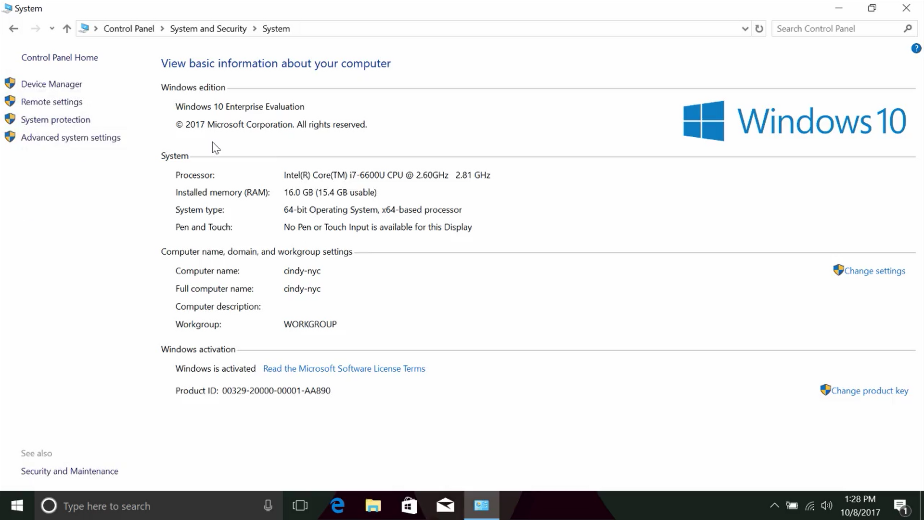 System
Control Panel
System and Security
System
Search Control Panel
Control Panel Home
Device Manager
Remote settings
System protection
Advanced system settings
View basic information about your computer
Windows edition
Windows 10 Enterprise Evaluation
© 2017 Microsoft Corporation. All rights reserved.
Windows 10
System
Processor: Intel(R) Core(TM) i7-6600U CPU @ 2.60GHz 2.81 GHz
Installed memory (RAM): 16.0 GB (15.4 GB usable)
System type: 64-bit Operating System, x64-based processor
Pen and Touch: No Pen or Touch Input is available for this Display
Computer name, domain, and workgroup settings
Computer name: cindy-nyc
Change settings
Full computer name: cindy-nyc
Computer description:
Workgroup: WORKGROUP
Windows activation
Windows is activated Read the Microsoft Software License Terms
Product ID: 00329-20000-00001-AA890
Change product key
See also
Security and Maintenance
Type here to search
1:28 PM
10/8/2017
1